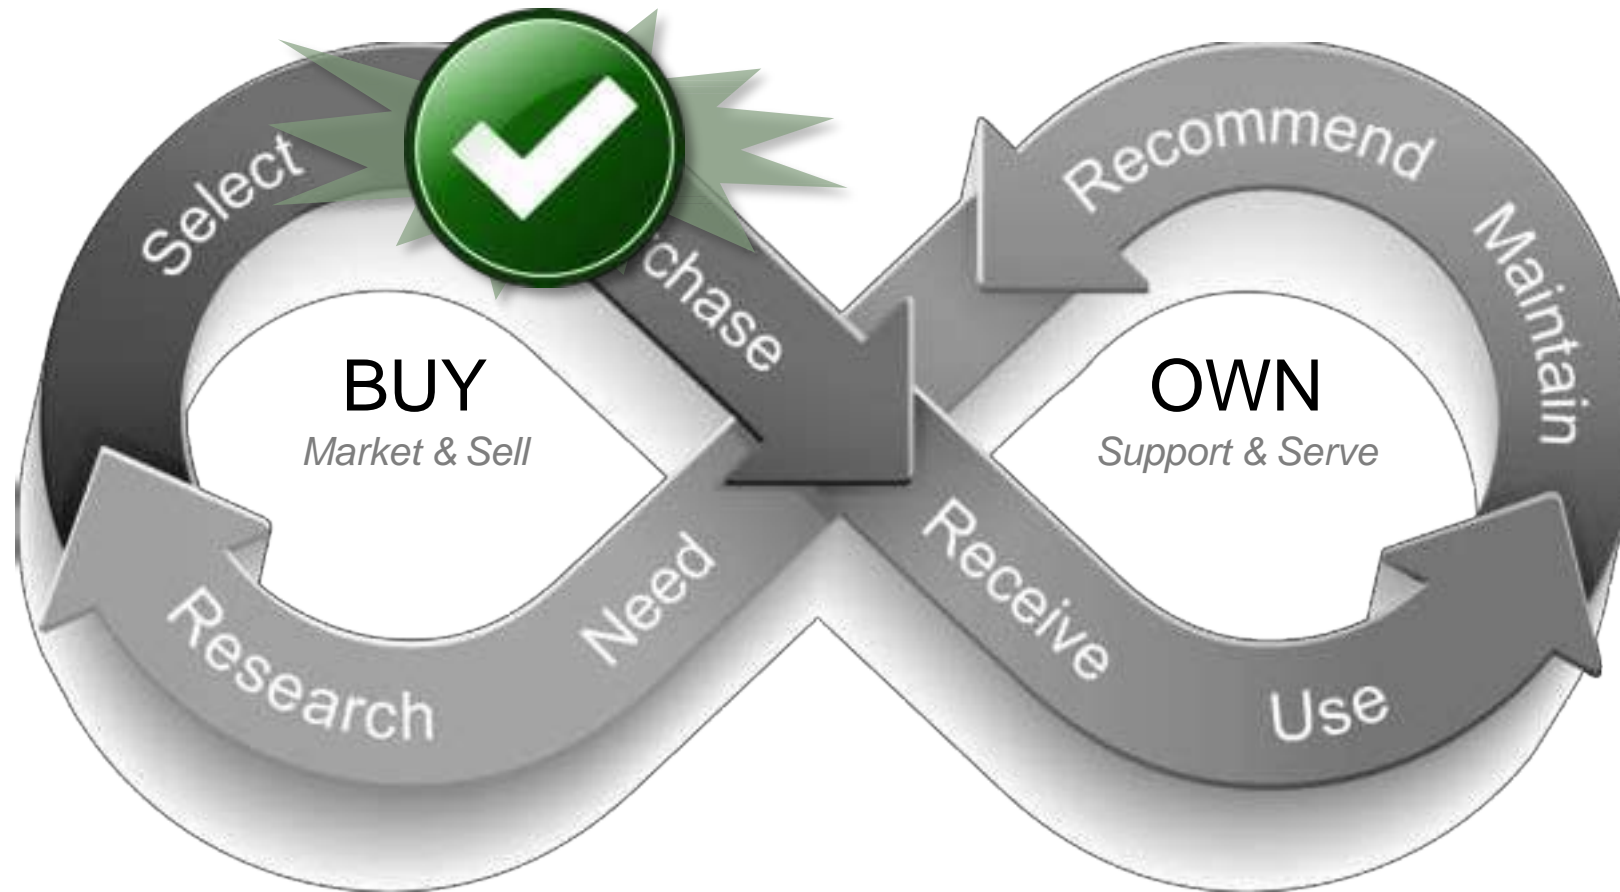 Select
chase
Recommend
Maintain
BUY
Market & Sell
OWN
Support & Serve
Need
Research
Receive
Use